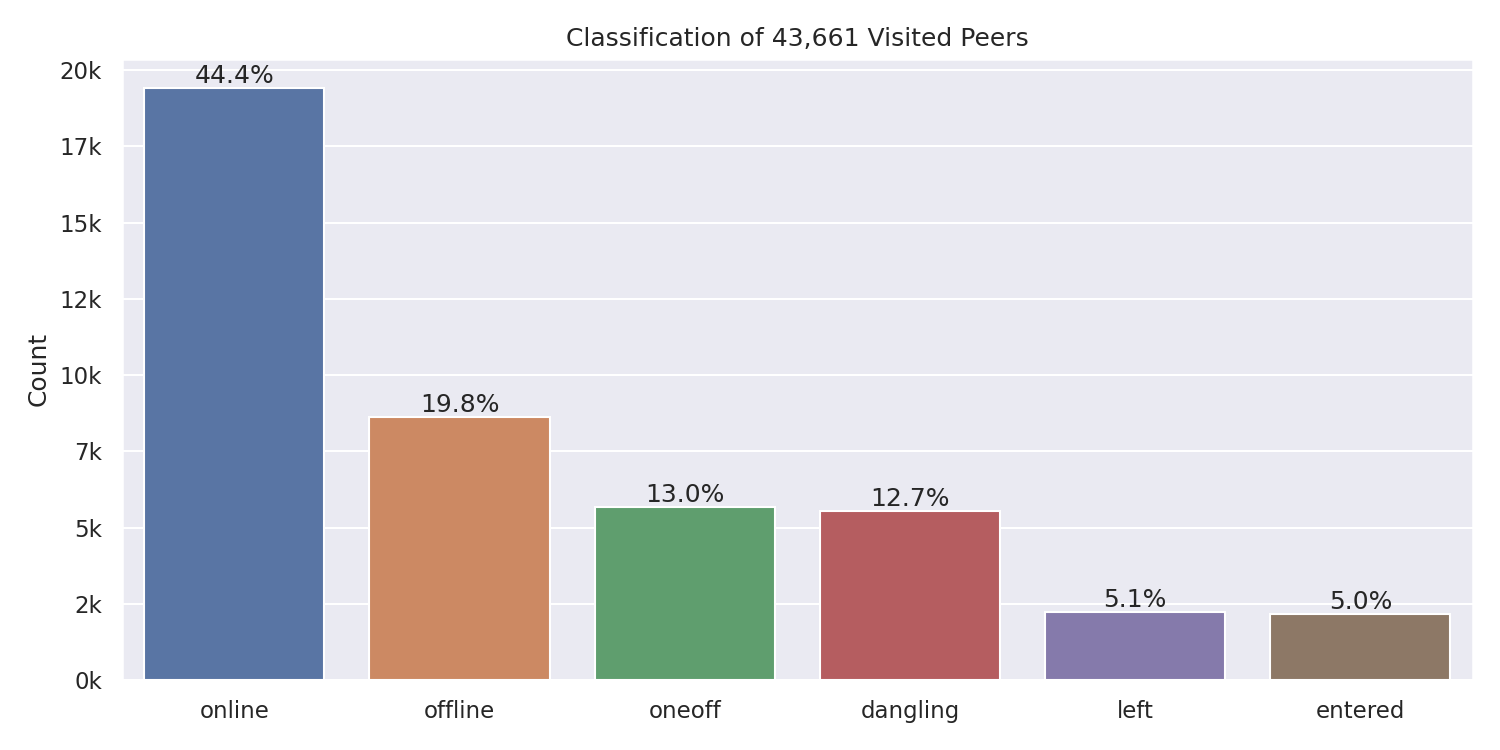 Classification of 43,661 Visited Peers
Count
20k
17k
15k
12k
10k
7k
5k
2k
0k
44.4%
19.8%
13.0%
12.7%
5.1%
5.0%
online
offline
oneoff
dangling
left
entered